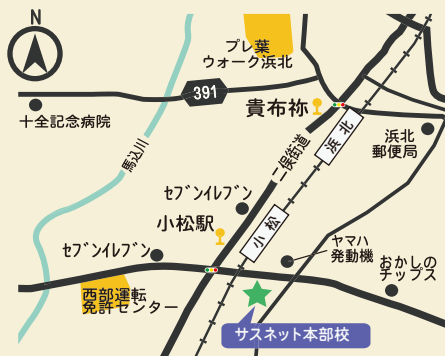 N
プレ葉
ウォーク浜北
391
貴布祢
十全記念病院
馬込川
二俣街道
浜北
浜北
郵便局
セブンイレブン
小松駅
小松
セブンイレブン
ヤマハ
発動機
おかしの
チップス
西部運転
免許センター
サスネット本部校